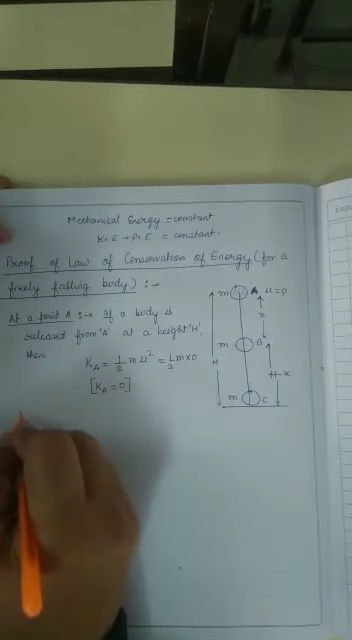 Mechanical Energy = constant
K.E + P.E = constant.
Proof of Law of Conservation of Energy (for a
freely falling body) :→
At a point A :→ If a body is
released from 'A' at a height 'H',
then
K_A = 1/2 m u² = 1/2 m x 0
[K_A = 0]
m A u = 0
x
m B
H
H-x
m C